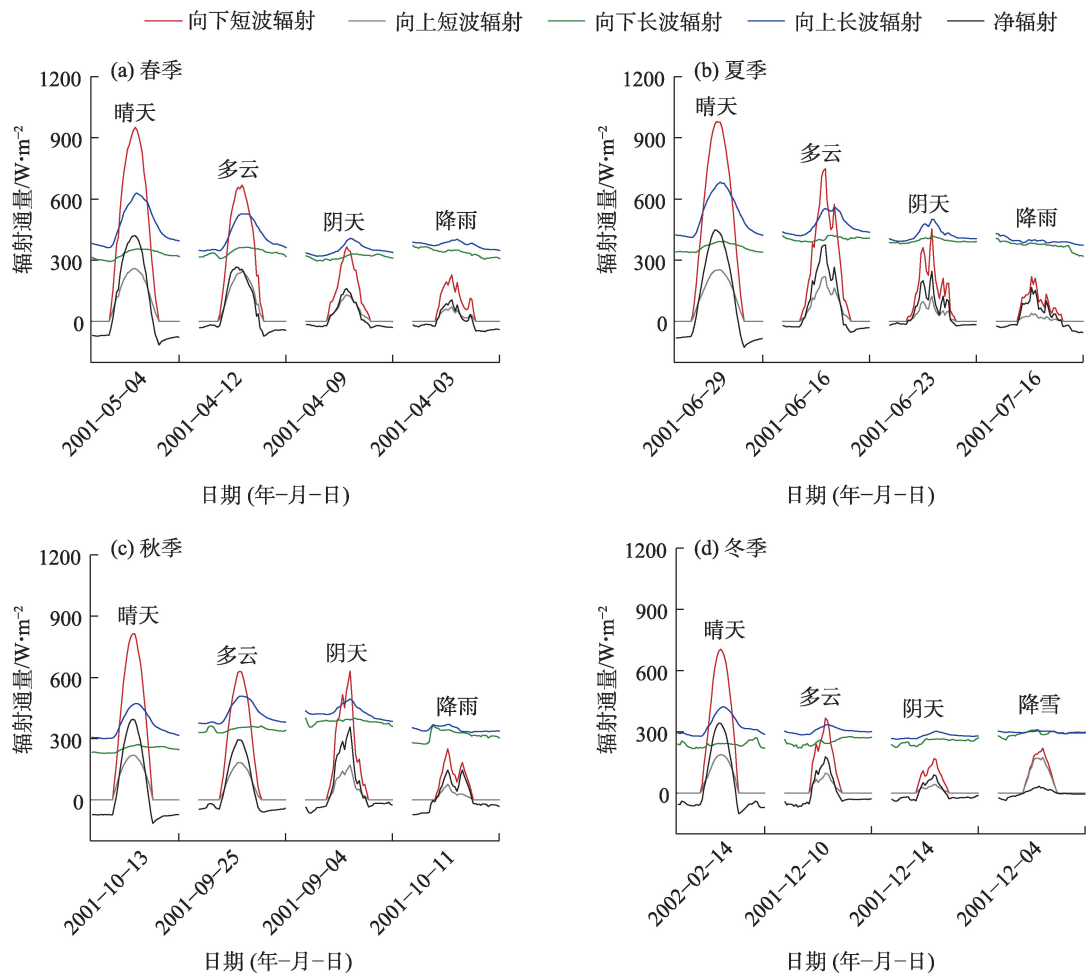 向下短波辐射 向上短波辐射 向下长波辐射 向上长波辐射 净辐射
(a) 春季
辐射通量/W•m⁻²
1200
900
600
300
0
晴天
多云
阴天
降雨
2001-05-04
2001-04-12
2001-04-09
2001-04-03
日期 (年-月-日)
(b) 夏季
辐射通量/W•m⁻²
1200
900
600
300
0
晴天
多云
阴天
降雨
2001-06-29
2001-06-16
2001-06-23
2001-07-16
日期 (年-月-日)
(c) 秋季
辐射通量/W•m⁻²
1200
900
600
300
0
晴天
多云
阴天
降雨
2001-10-13
2001-09-25
2001-09-04
2001-10-11
日期 (年-月-日)
(d) 冬季
辐射通量/W•m⁻²
1200
900
600
300
0
晴天
多云
阴天
降雪
2002-02-14
2001-12-10
2001-12-14
2001-12-04
日期 (年-月-日)